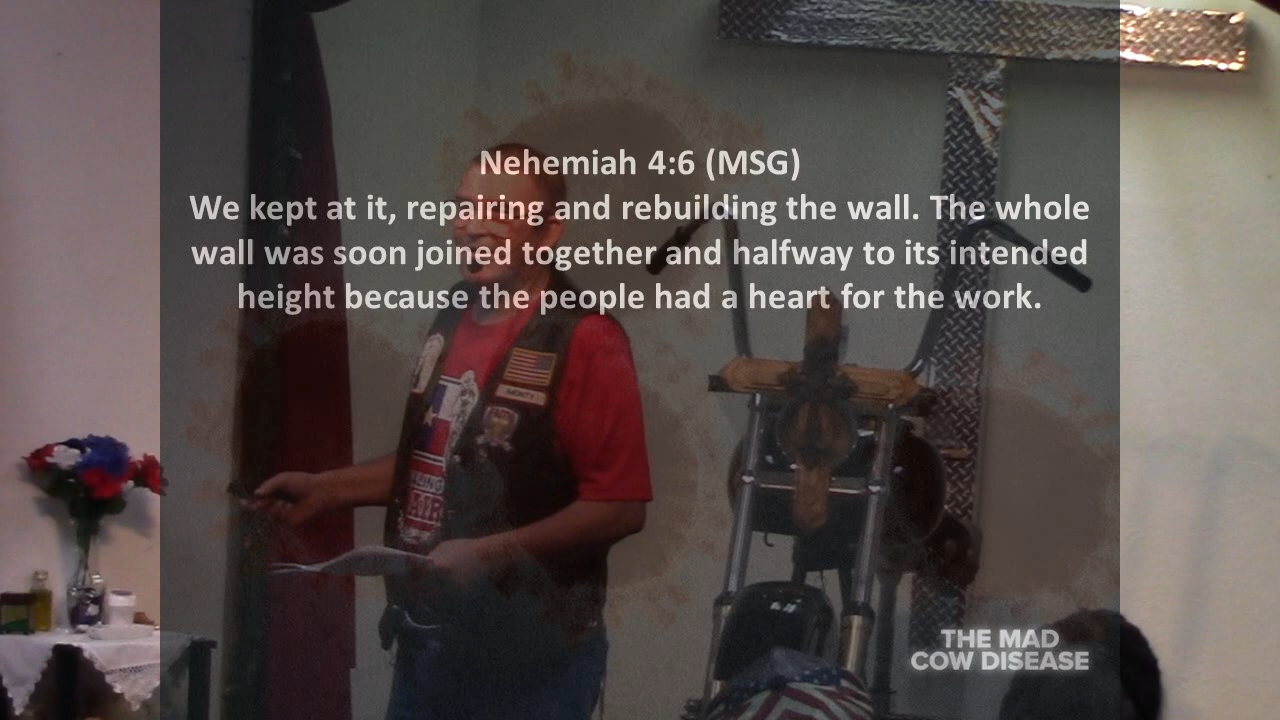 Nehemiah 4:6 (MSG)
We kept at it, repairing and rebuilding the wall. The whole
wall was soon joined together and halfway to its intended
height because the people had a heart for the work.
THE MAD
COW DISEASE